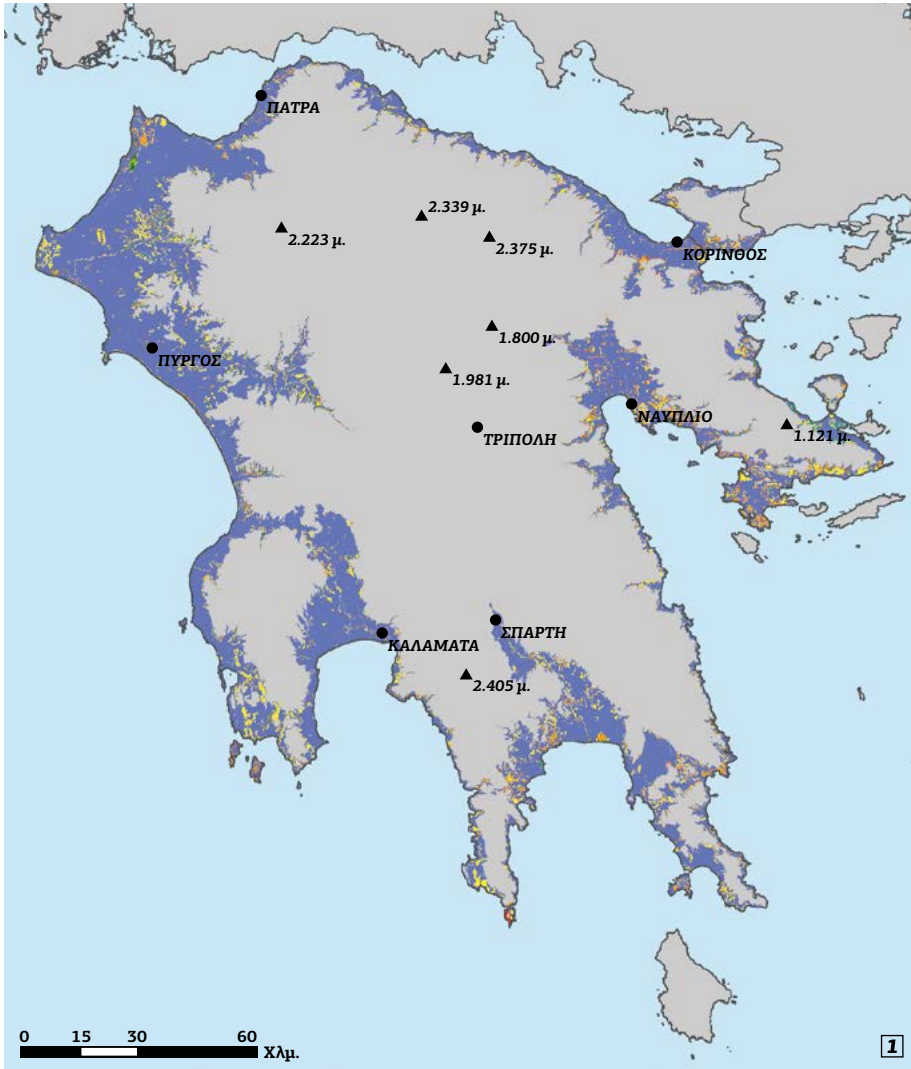 ΠΑΤΡΑ
2.339 μ.
2.223 μ.
2.375 μ.
ΚΟΡΙΝΘΟΣ
1.800 μ.
ΠΥΡΓΟΣ
1.981 μ.
ΝΑΥΠΛΙΟ
ΤΡΙΠΟΛΗ
1.121 μ.
ΣΠΑΡΤΗ
ΚΑΛΑΜΑΤΑ
2.405 μ.
0 15 30 60
Χλμ.
1